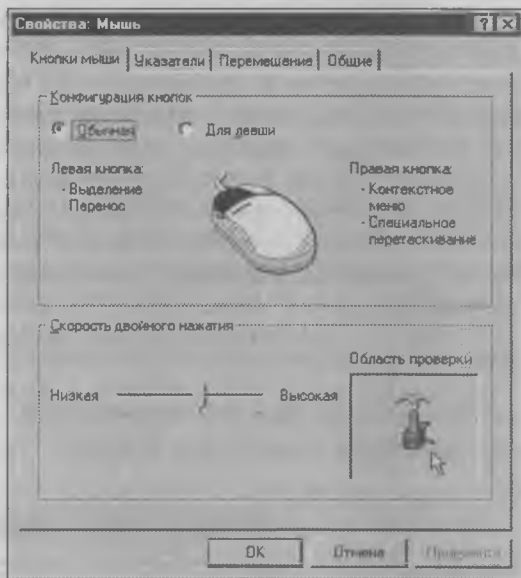 Свойства: Мышь
Кнопки мыши Указатели Перемещение Общие
Конфигурация кнопок
Обычная Для левши
Левая кнопка:
- Выделение
Перенос
Правая кнопка:
- Контекстное
меню
- Специальное
перетаскивание
Скорость двойного нажатия
Область проверки
Низкая Высокая
OK Отмена Применить